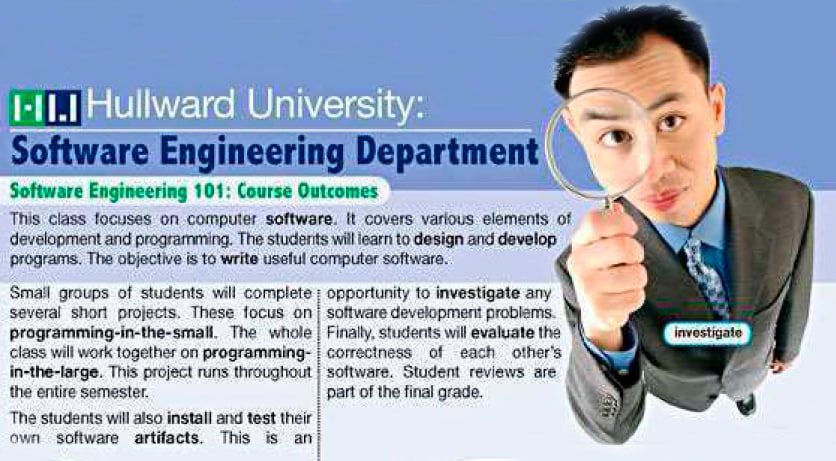 HU Hullward University:
Software Engineering Department
Software Engineering 101: Course Outcomes
This class focuses on computer software. It covers various elements of
development and programming. The students will learn to design and develop
programs. The objective is to write useful computer software.
Small groups of students will complete
several short projects. These focus on
programming-in-the-small. The whole
class will work together on programming-
in-the-large. This project runs throughout
the entire semester.
The students will also install and test their
own software artifacts. This is an
opportunity to investigate any
software development problems.
Finally, students will evaluate the
correctness of each other's
software. Student reviews are
part of the final grade.
investigate